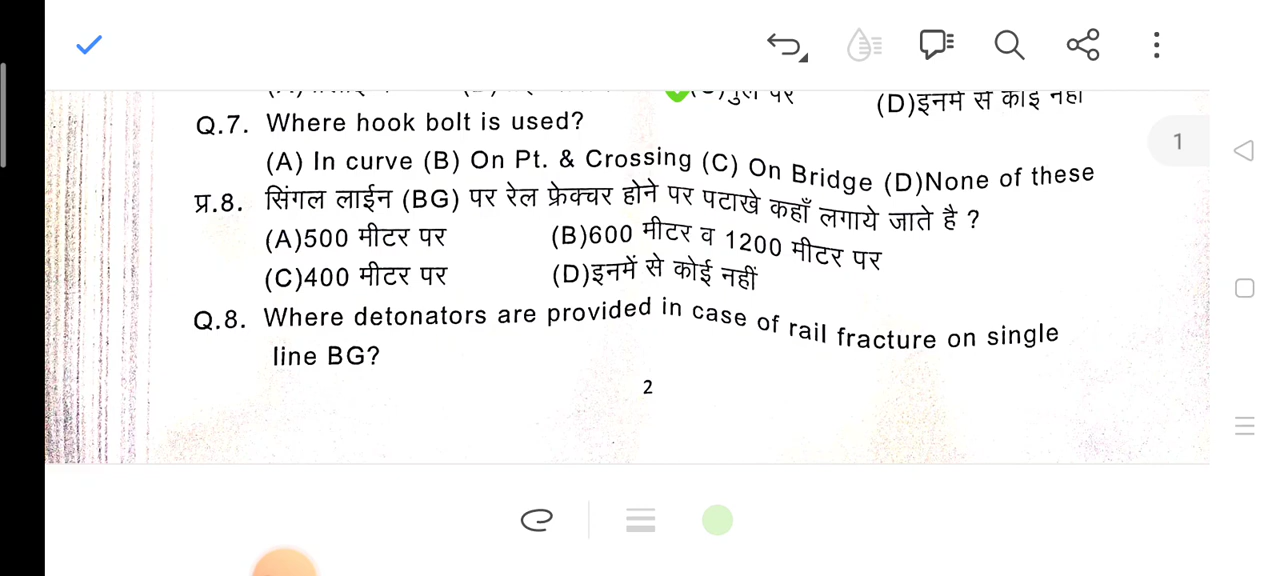 पर
(D)इनमें से कोई नहीं
Q.7. Where hook bolt is used?
(A) In curve (B) On Pt. & Crossing (C) On Bridge (D)None of these
1
प्र.8. सिंगल लाईन (BG) पर रेल फ्रेक्चर होने पर पटाखे कहाँ लगाये जाते है ?
(A)500 मीटर पर (B)600 मीटर व 1200 मीटर पर
(C)400 मीटर पर (D)इनमें से कोई नहीं
Q.8. Where detonators are provided in case of rail fracture on single
line BG?
2